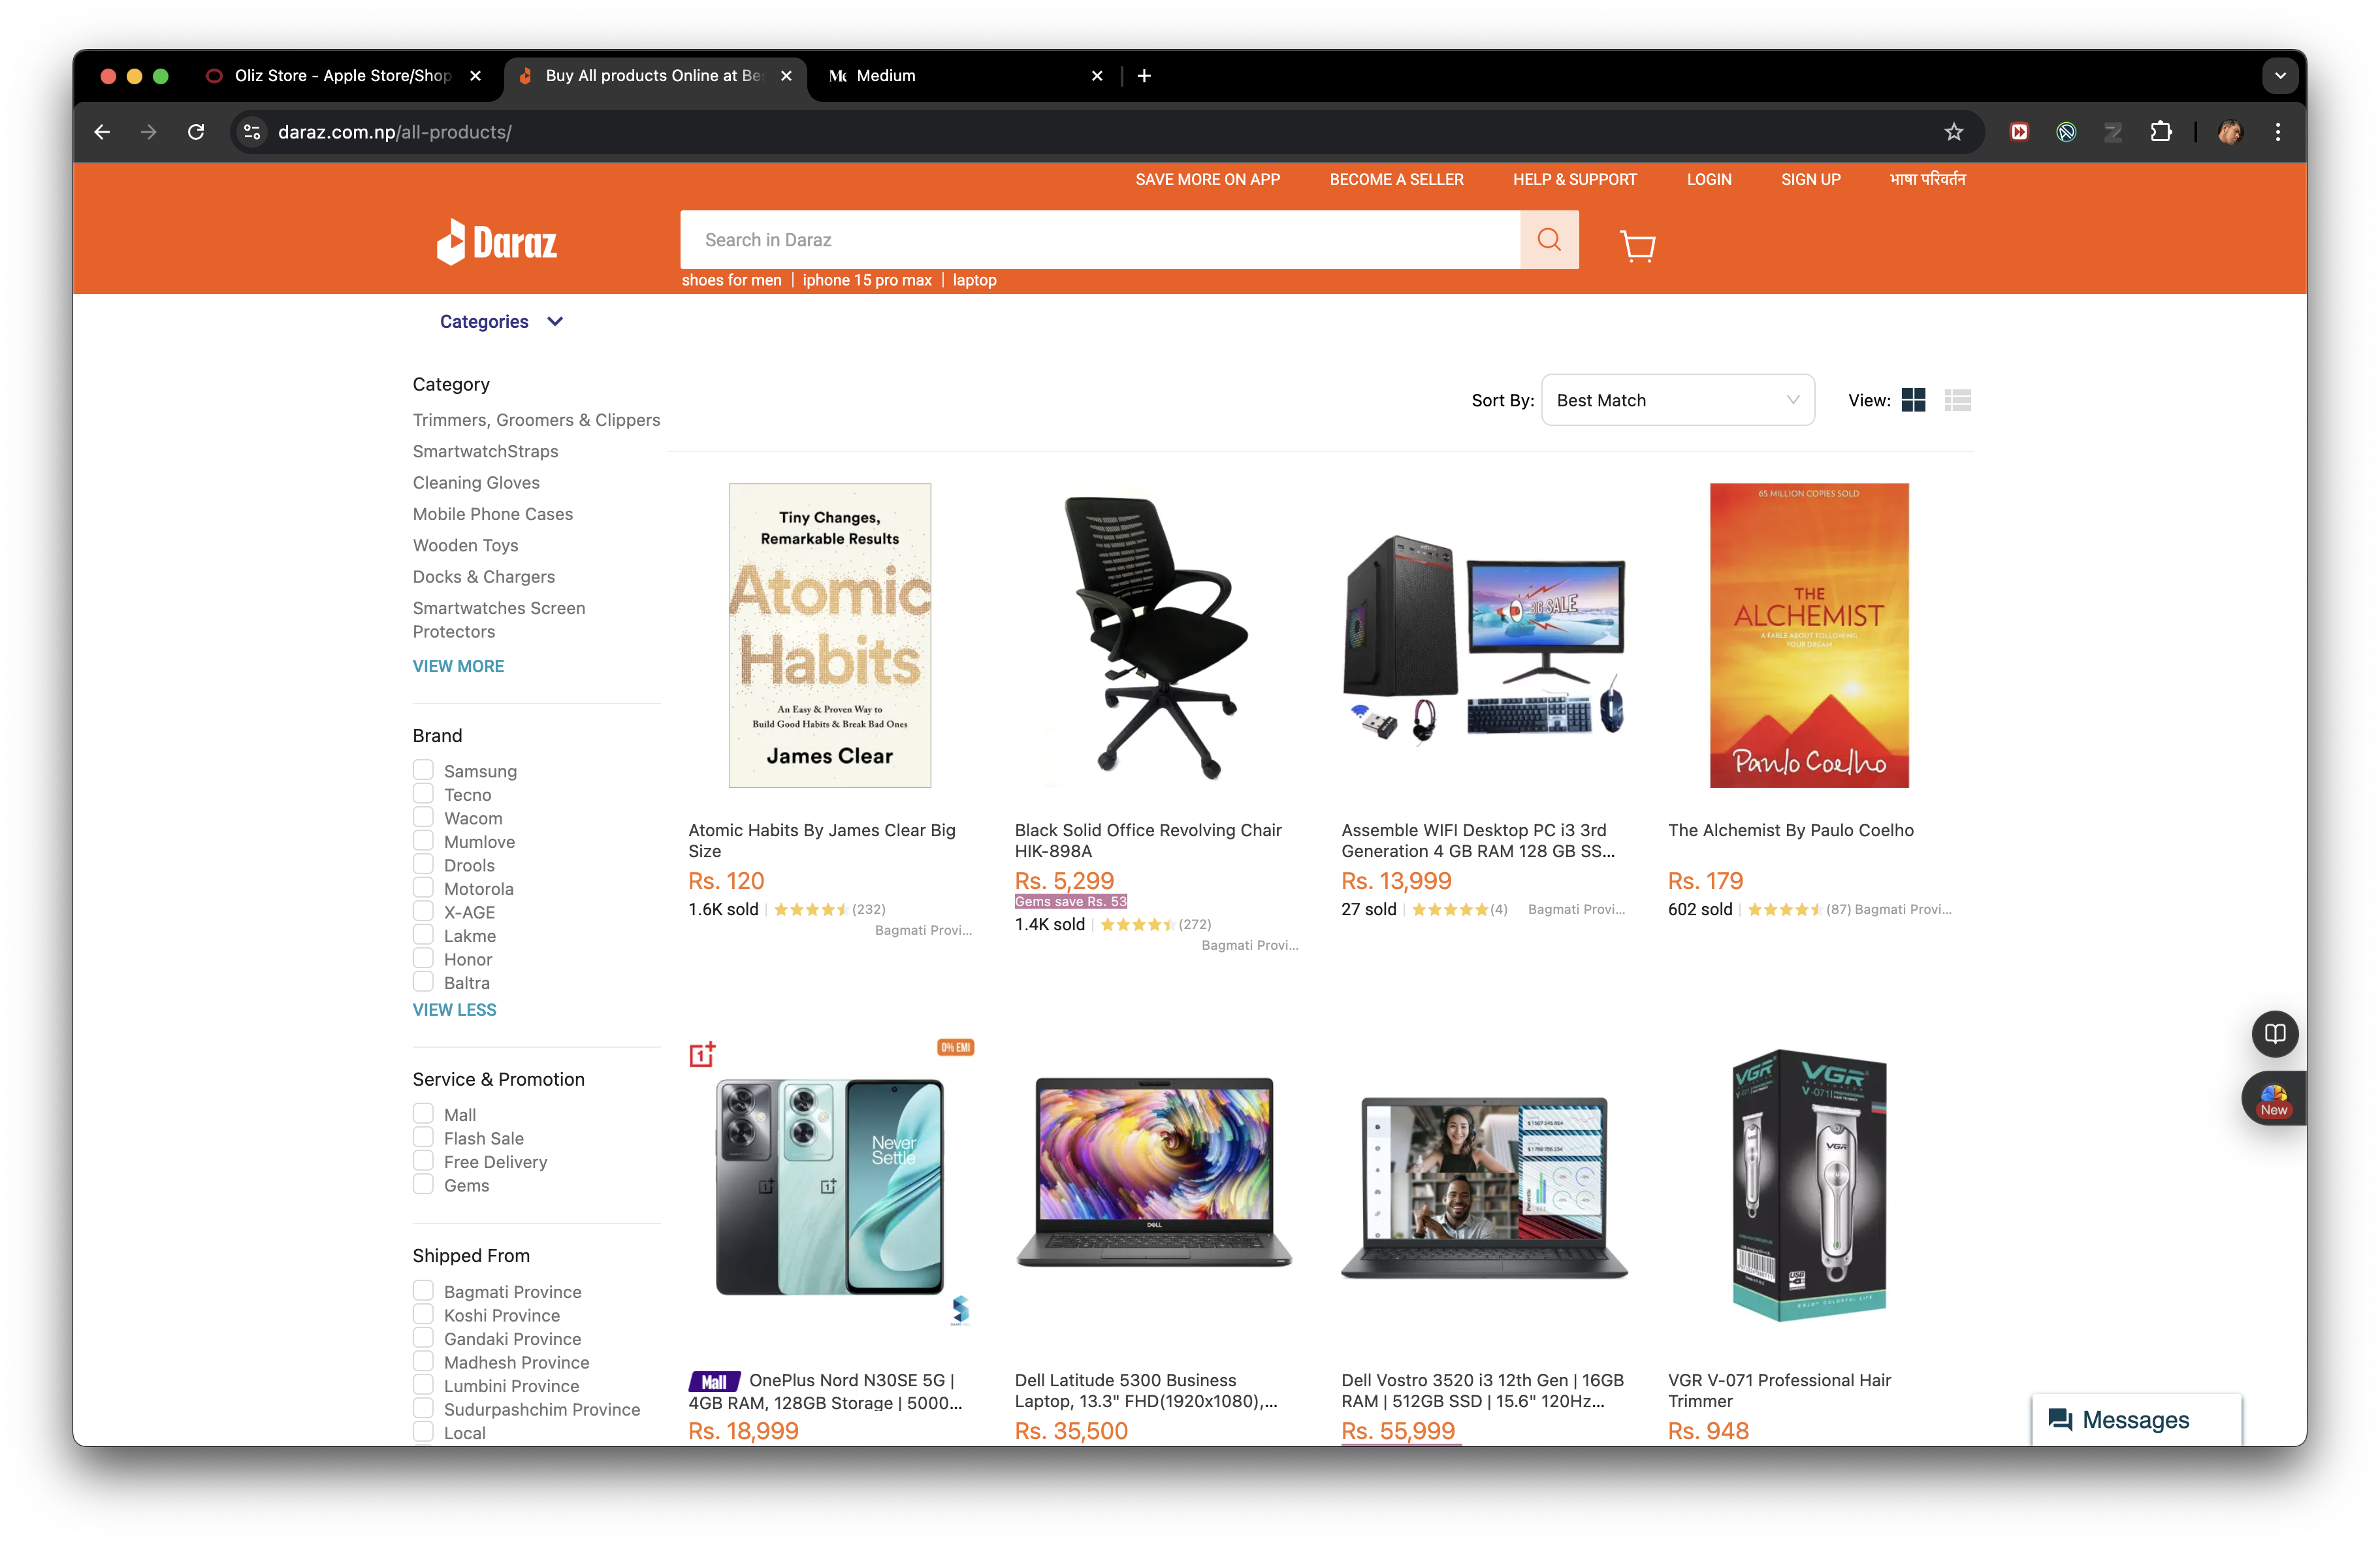 Oliz Store - Apple Store/Shop
Buy All products Online at Be
Medium
daraz.com.np/all-products/
SAVE MORE ON APP
BECOME A SELLER
HELP & SUPPORT
LOGIN
SIGN UP
भाषा परिवर्तन
Daraz
Search in Daraz
shoes for men
iphone 15 pro max
laptop
Categories
Category
Trimmers, Groomers & Clippers
SmartwatchStraps
Cleaning Gloves
Mobile Phone Cases
Wooden Toys
Docks & Chargers
Smartwatches Screen
Protectors
VIEW MORE
Brand
Samsung
Tecno
Wacom
Mumlove
Drools
Motorola
X-AGE
Lakme
Honor
Baltra
VIEW LESS
Service & Promotion
Mall
Flash Sale
Free Delivery
Gems
Shipped From
Bagmati Province
Koshi Province
Gandaki Province
Madhesh Province
Lumbini Province
Sudurpashchim Province
Local
Sort By:
Best Match
View:
Tiny Changes,
Remarkable Results
Atomic
Habits
An Easy & Proven Way to
Build Good Habits & Break Bad Ones
James Clear
Atomic Habits By James Clear Big
Size
Rs. 120
1.6K sold
(232)
Bagmati Provi...
Black Solid Office Revolving Chair
HIK-898A
Rs. 5,299
Gems save Rs. 53
1.4K sold
(272)
Bagmati Provi...
BIG SALE
Assemble WIFI Desktop PC i3 3rd
Generation 4 GB RAM 128 GB SS...
Rs. 13,999
27 sold
(4)
Bagmati Provi...
65 MILLION COPIES SOLD
THE
ALCHEMIST
A FABLE ABOUT FOLLOWING
YOUR DREAM
Paulo Coelho
The Alchemist By Paulo Coelho
Rs. 179
602 sold
(87)
Bagmati Provi...
0% EMI
Never
Settle
Mall
OnePlus Nord N30SE 5G |
4GB RAM, 128GB Storage | 5000...
Rs. 18,999
DELL
Dell Latitude 5300 Business
Laptop, 13.3" FHD(1920x1080),...
Rs. 35,500
Dell Vostro 3520 i3 12th Gen | 16GB
RAM | 512GB SSD | 15.6" 120Hz...
Rs. 55,999
VGR
VGR
V-071
VGR
ENJOY COLORFUL LIFE
VGR V-071 Professional Hair
Trimmer
Rs. 948
New
Messages